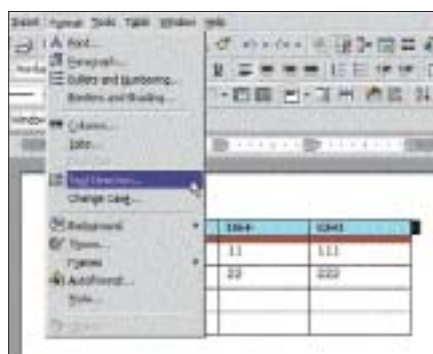 Insert Format Tools Table Window Help
Font...
Paragraph...
Bullets and Numbering...
Borders and Shading...
Columns...
Tabs...
Text Direction...
Change Case...
Background
Theme...
Frames
AutoFormat...
Style...
11 111
22 222